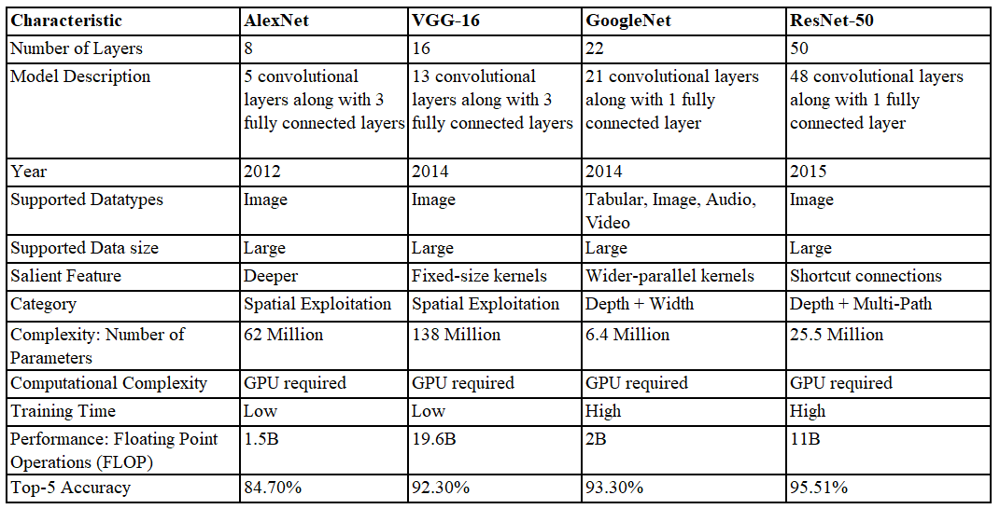 Characteristic AlexNet VGG-16 GoogleNet ResNet-50
Number of Layers 8 16 22 50
Model Description 5 convolutional 13 convolutional 21 convolutional layers 48 convolutional layers
layers along with 3 layers along with 3 along with 1 fully along with 1 fully
fully connected layers fully connected layers connected layer connected layer
Year 2012 2014 2014 2015
Supported Datatypes Image Image Tabular, Image, Audio, Image
Video
Supported Data size Large Large Large Large
Salient Feature Deeper Fixed-size kernels Wider-parallel kernels Shortcut connections
Category Spatial Exploitation Spatial Exploitation Depth + Width Depth + Multi-Path
Complexity: Number of 62 Million 138 Million 6.4 Million 25.5 Million
Parameters
Computational Complexity GPU required GPU required GPU required GPU required
Training Time Low Low High High
Performance: Floating Point 1.5B 19.6B 2B 11B
Operations (FLOP)
Top-5 Accuracy 84.70% 92.30% 93.30% 95.51%